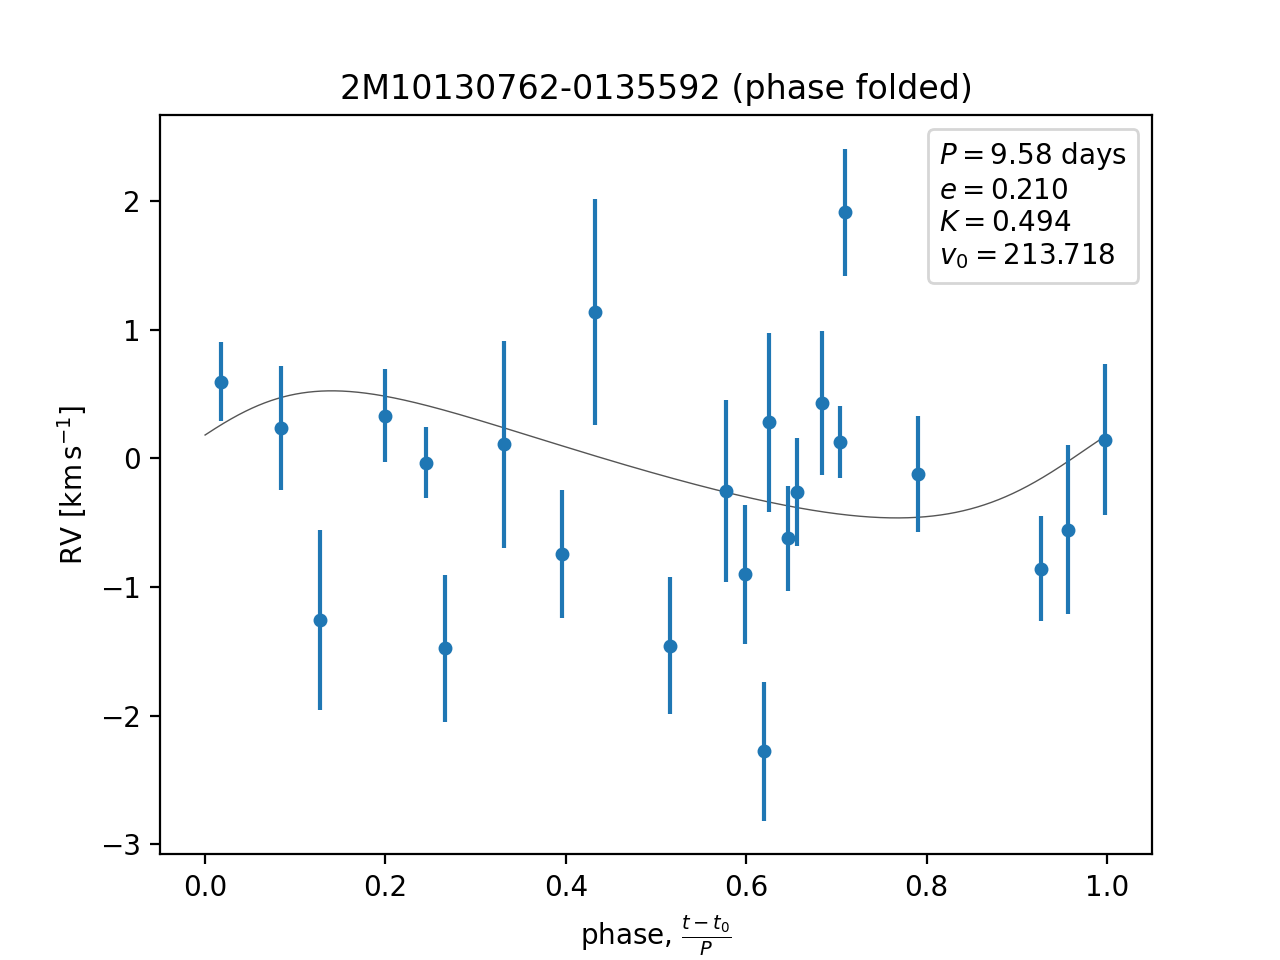 2M10130762-0135592 (phase folded)
P = 9.58 days
e = 0.210
K = 0.494
v₀ = 213.718
RV [km s⁻¹]
2
1
0
−1
−2
−3
0.0 0.2 0.4 0.6 0.8 1.0
phase, (t − t₀)/P